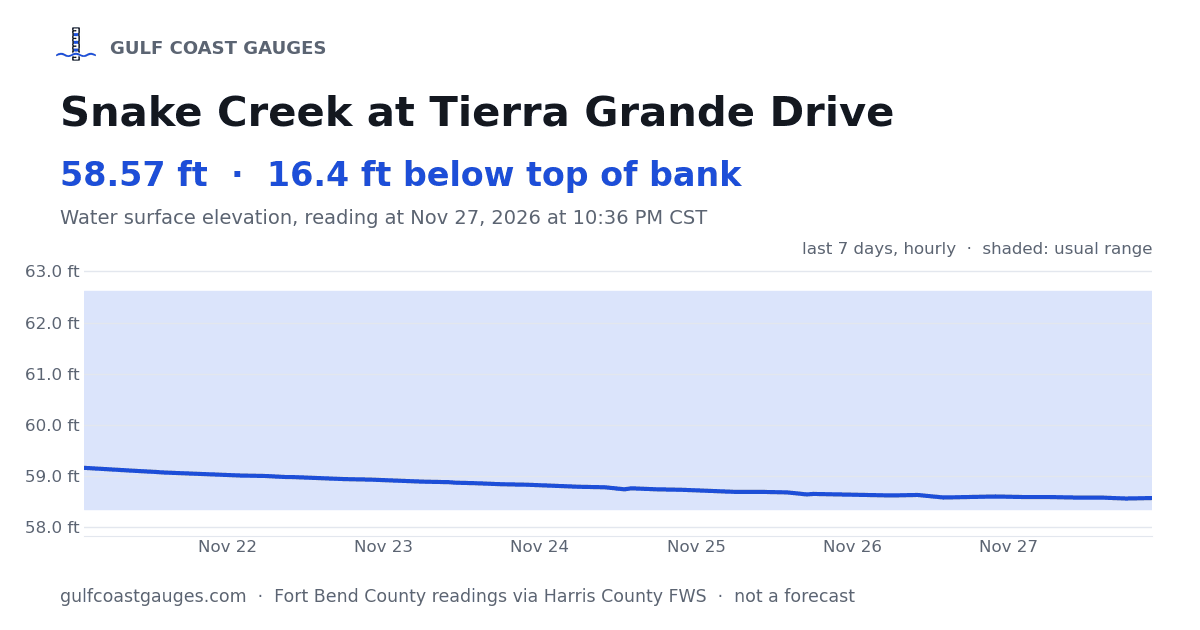 GULF COAST GAUGES
Snake Creek at Tierra Grande Drive
58.57 ft · 16.4 ft below top of bank
Water surface elevation, reading at Nov 27, 2026 at 10:36 PM CST
last 7 days, hourly · shaded: usual range
63.0 ft
62.0 ft
61.0 ft
60.0 ft
59.0 ft
58.0 ft
Nov 22 Nov 23 Nov 24 Nov 25 Nov 26 Nov 27
gulfcoastgauges.com · Fort Bend County readings via Harris County FWS · not a forecast